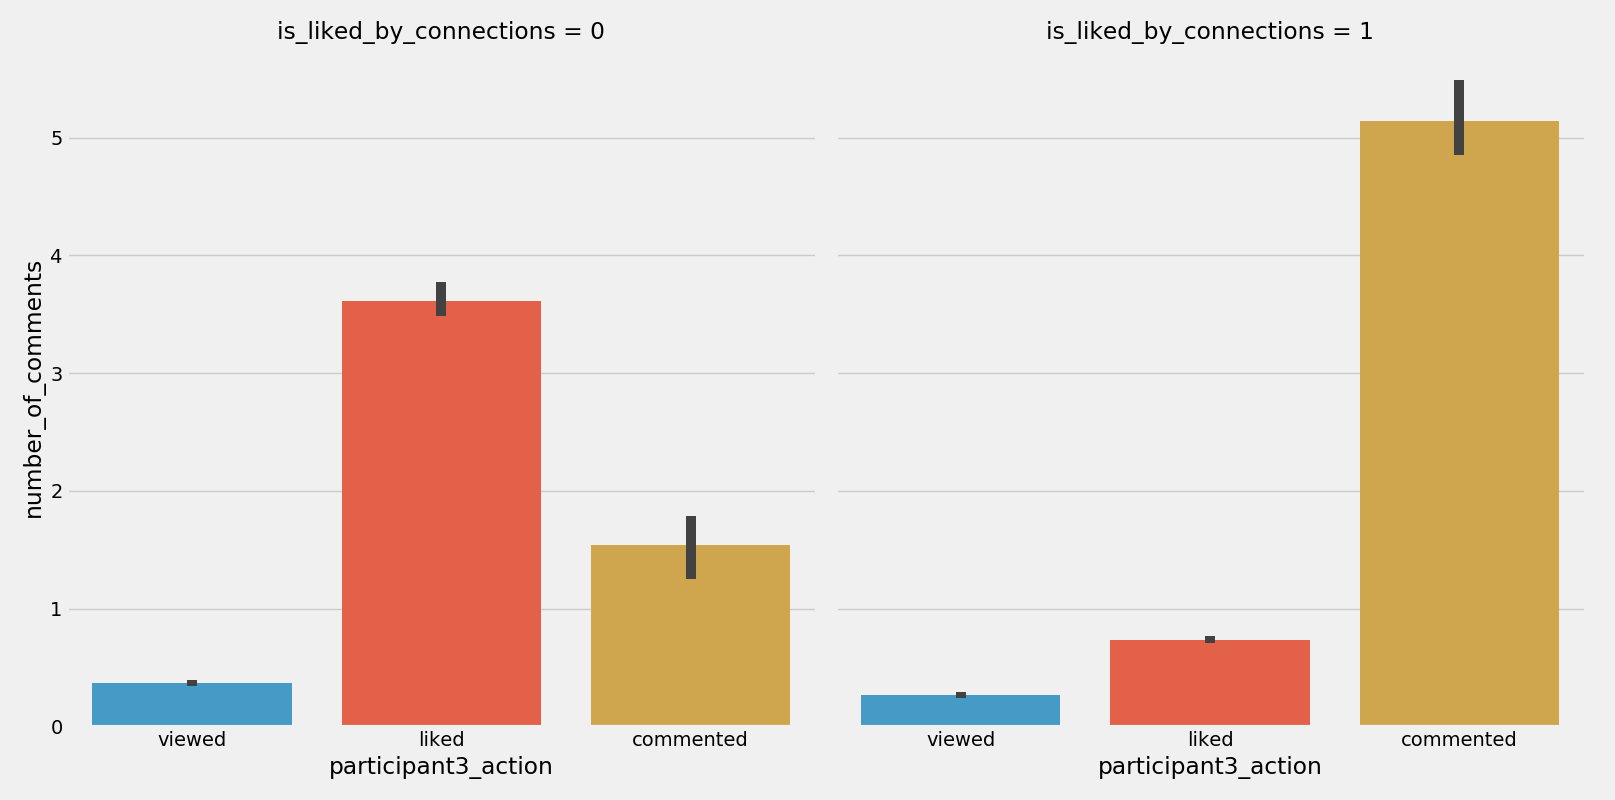 is_liked_by_connections = 0
is_liked_by_connections = 1
number_of_comments
5
4
3
2
1
0
viewed
liked
commented
viewed
liked
commented
participant3_action
participant3_action